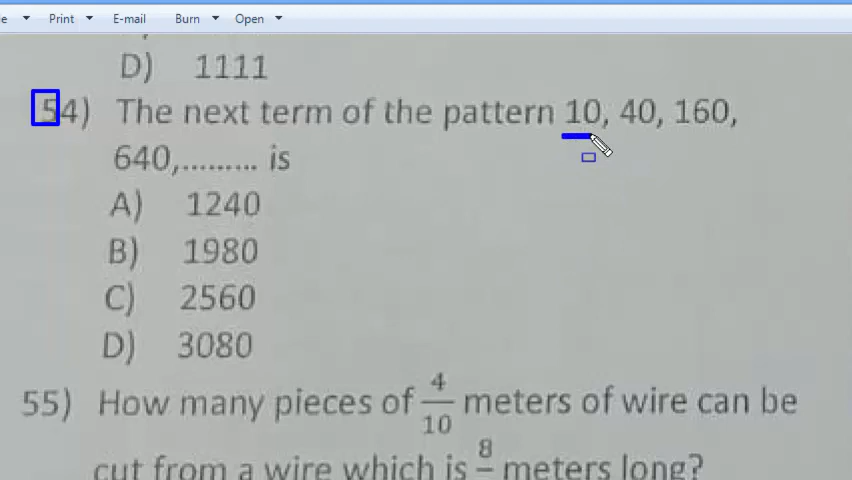 Print E-mail Burn Open
D) 1111
54) The next term of the pattern 10, 40, 160,
640,......... is
A) 1240
B) 1980
C) 2560
D) 3080
55) How many pieces of 4/10 meters of wire can be
cut from a wire which is 8/ meters long?